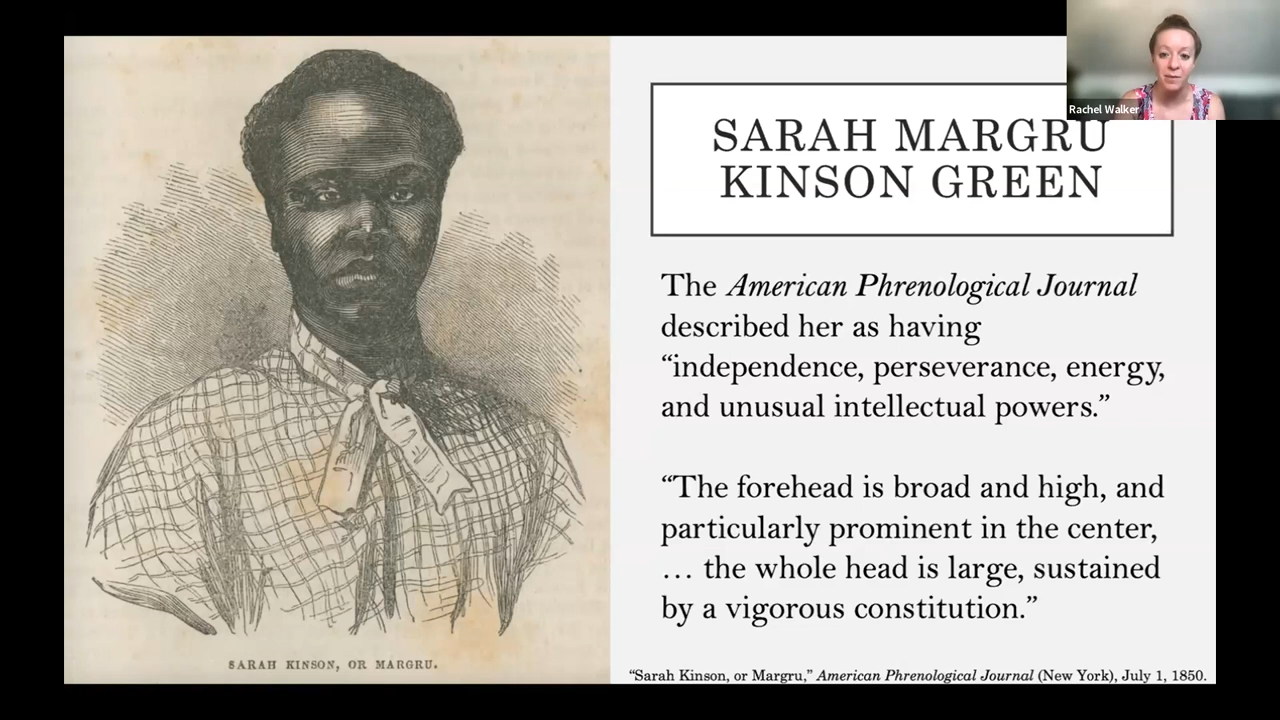 SARAH KINSON, OR MARGRU.
Rachel Walker
SARAH MARGRU
KINSON GREEN
The American Phrenological Journal
described her as having
“independence, perseverance, energy,
and unusual intellectual powers.”
“The forehead is broad and high, and
particularly prominent in the center,
… the whole head is large, sustained
by a vigorous constitution.”
“Sarah Kinson, or Margru,” American Phrenological Journal (New York), July 1, 1850.